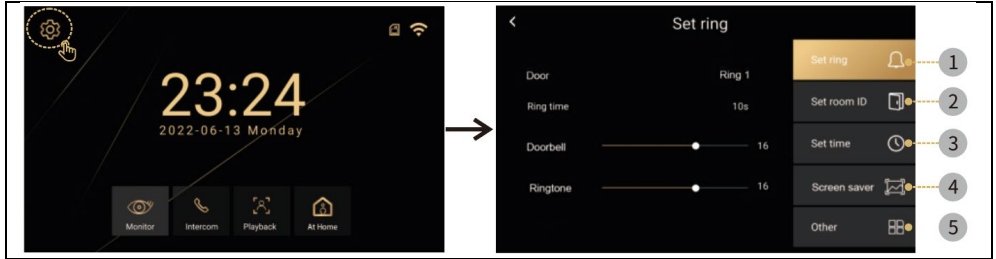 23:24
2022-06-13 Monday
Monitor
Intercom
Playback
At Home
Set ring
Door Ring 1
Ring time 10s
Doorbell 16
Ringtone 16
Set ring 1
Set room ID 2
Set time 3
Screen saver 4
Other 5